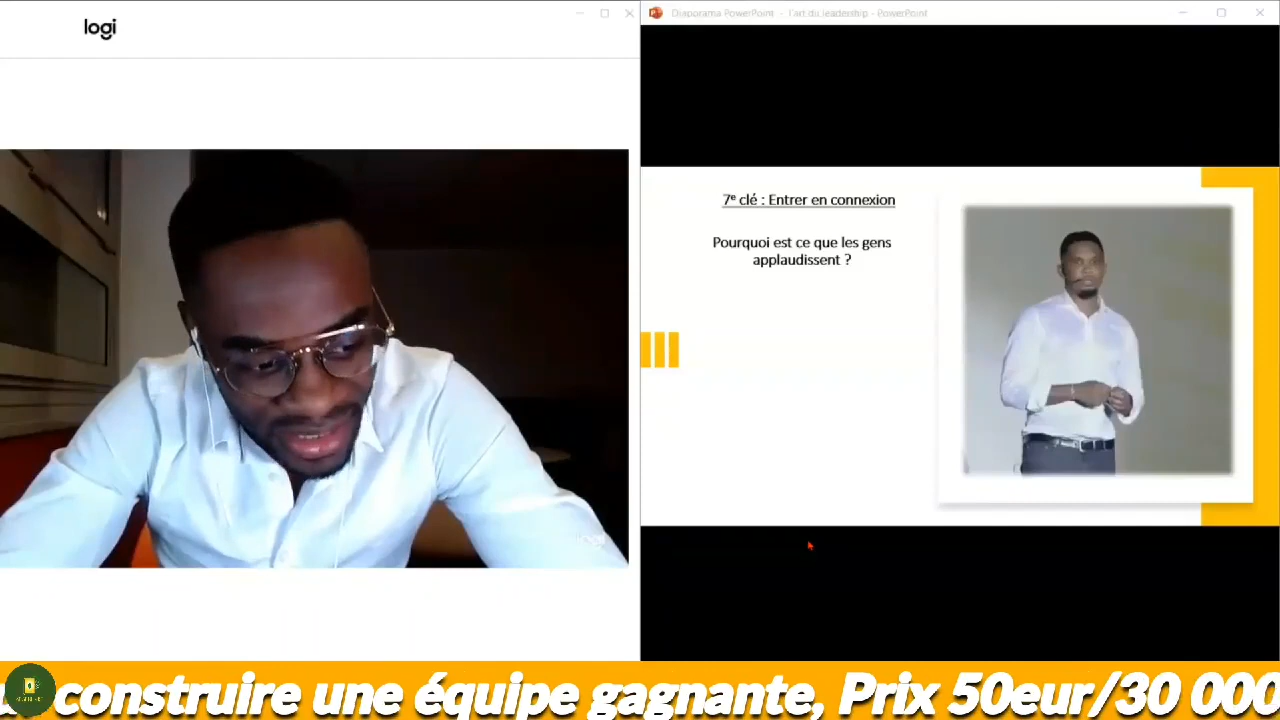 logi
Diaporama PowerPoint - l'art du leadership - PowerPoint
7e clé : Entrer en connexion
Pourquoi est ce que les gens
applaudissent ?
construire une équipe gagnante, Prix 50eur/30 000